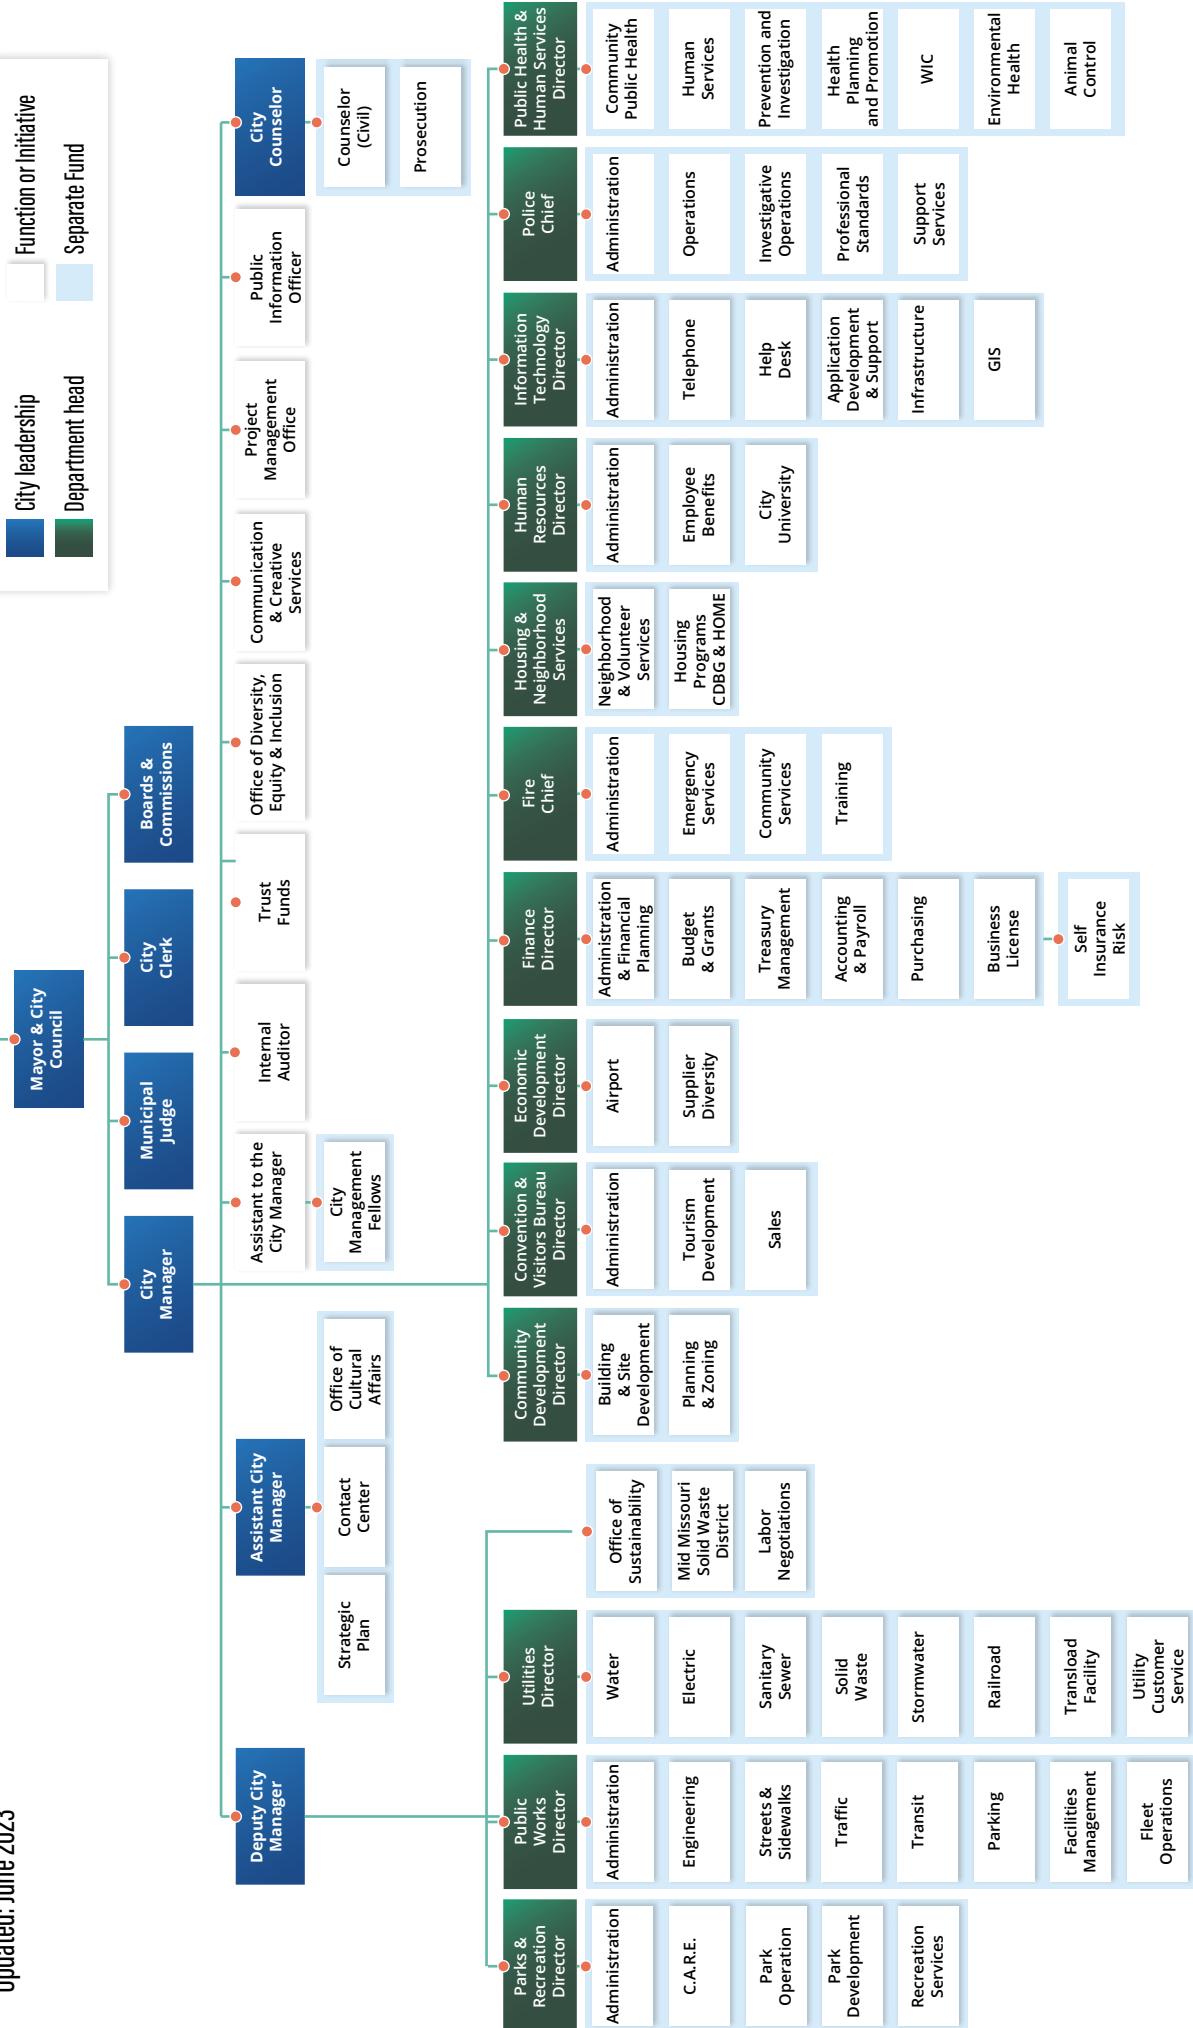 Updated: June 2023
City leadership
Function or Initiative
Department head
Separate Fund
Mayor & City
Council
City
Manager
Municipal
Judge
City
Clerk
Boards &
Commissions
Deputy City
Manager
Assistant City
Manager
Assistant to the
City Manager
Internal
Auditor
Trust
Funds
Office of Diversity,
Equity & Inclusion
Communication
& Creative
Services
Project
Management
Office
Public
Information
Officer
City
Counselor
Strategic
Plan
Contact
Center
Office of
Cultural
Affairs
City
Management
Fellows
Counselor
(Civil)
Prosecution
Parks &
Recreation
Director
Administration
C.A.R.E.
Park
Operation
Park
Development
Recreation
Services
Public
Works
Director
Administration
Engineering
Streets &
Sidewalks
Traffic
Transit
Parking
Facilities
Management
Fleet
Operations
Utilities
Director
Water
Electric
Sanitary
Sewer
Solid
Waste
Stormwater
Railroad
Transload
Facility
Utility
Customer
Service
Office of
Sustainability
Mid Missouri
Solid Waste
District
Labor
Negotiations
Community
Development
Director
Building
& Site
Development
Planning
& Zoning
Convention &
Visitors Bureau
Director
Administration
Tourism
Development
Sales
Economic
Development
Director
Airport
Supplier
Diversity
Finance
Director
Administration
& Financial
Planning
Budget
& Grants
Treasury
Management
Accounting
& Payroll
Purchasing
Business
License
Self
Insurance
Risk
Fire
Chief
Administration
Emergency
Services
Community
Services
Training
Housing &
Neighborhood
Services
Neighborhood
& Volunteer
Services
Housing
Programs
CDBG & HOME
Human
Resources
Director
Administration
Employee
Benefits
City
University
Information
Technology
Director
Administration
Telephone
Help
Desk
Application
Development
& Support
Infrastructure
GIS
Police
Chief
Administration
Operations
Investigative
Operations
Professional
Standards
Support
Services
Public Health &
Human Services
Director
Community
Public Health
Human
Services
Prevention and
Investigation
Health
Planning
and Promotion
WIC
Environmental
Health
Animal
Control